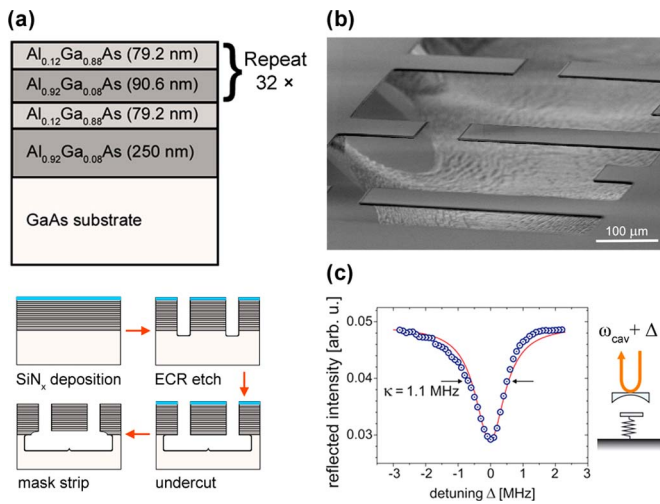 (a)
Al0.12Ga0.88As (79.2 nm)
Al0.92Ga0.08As (90.6 nm)
Al0.12Ga0.88As (79.2 nm)
Al0.92Ga0.08As (250 nm)
GaAs substrate
Repeat
32 ×
SiNx deposition
ECR etch
mask strip
undercut
(b)
100 μm
(c)
reflected intensity [arb. u.]
0.05
0.04
0.03
κ = 1.1 MHz
-3
-2
-1
0
1
2
3
detuning Δ [MHz]
ωcav + Δ